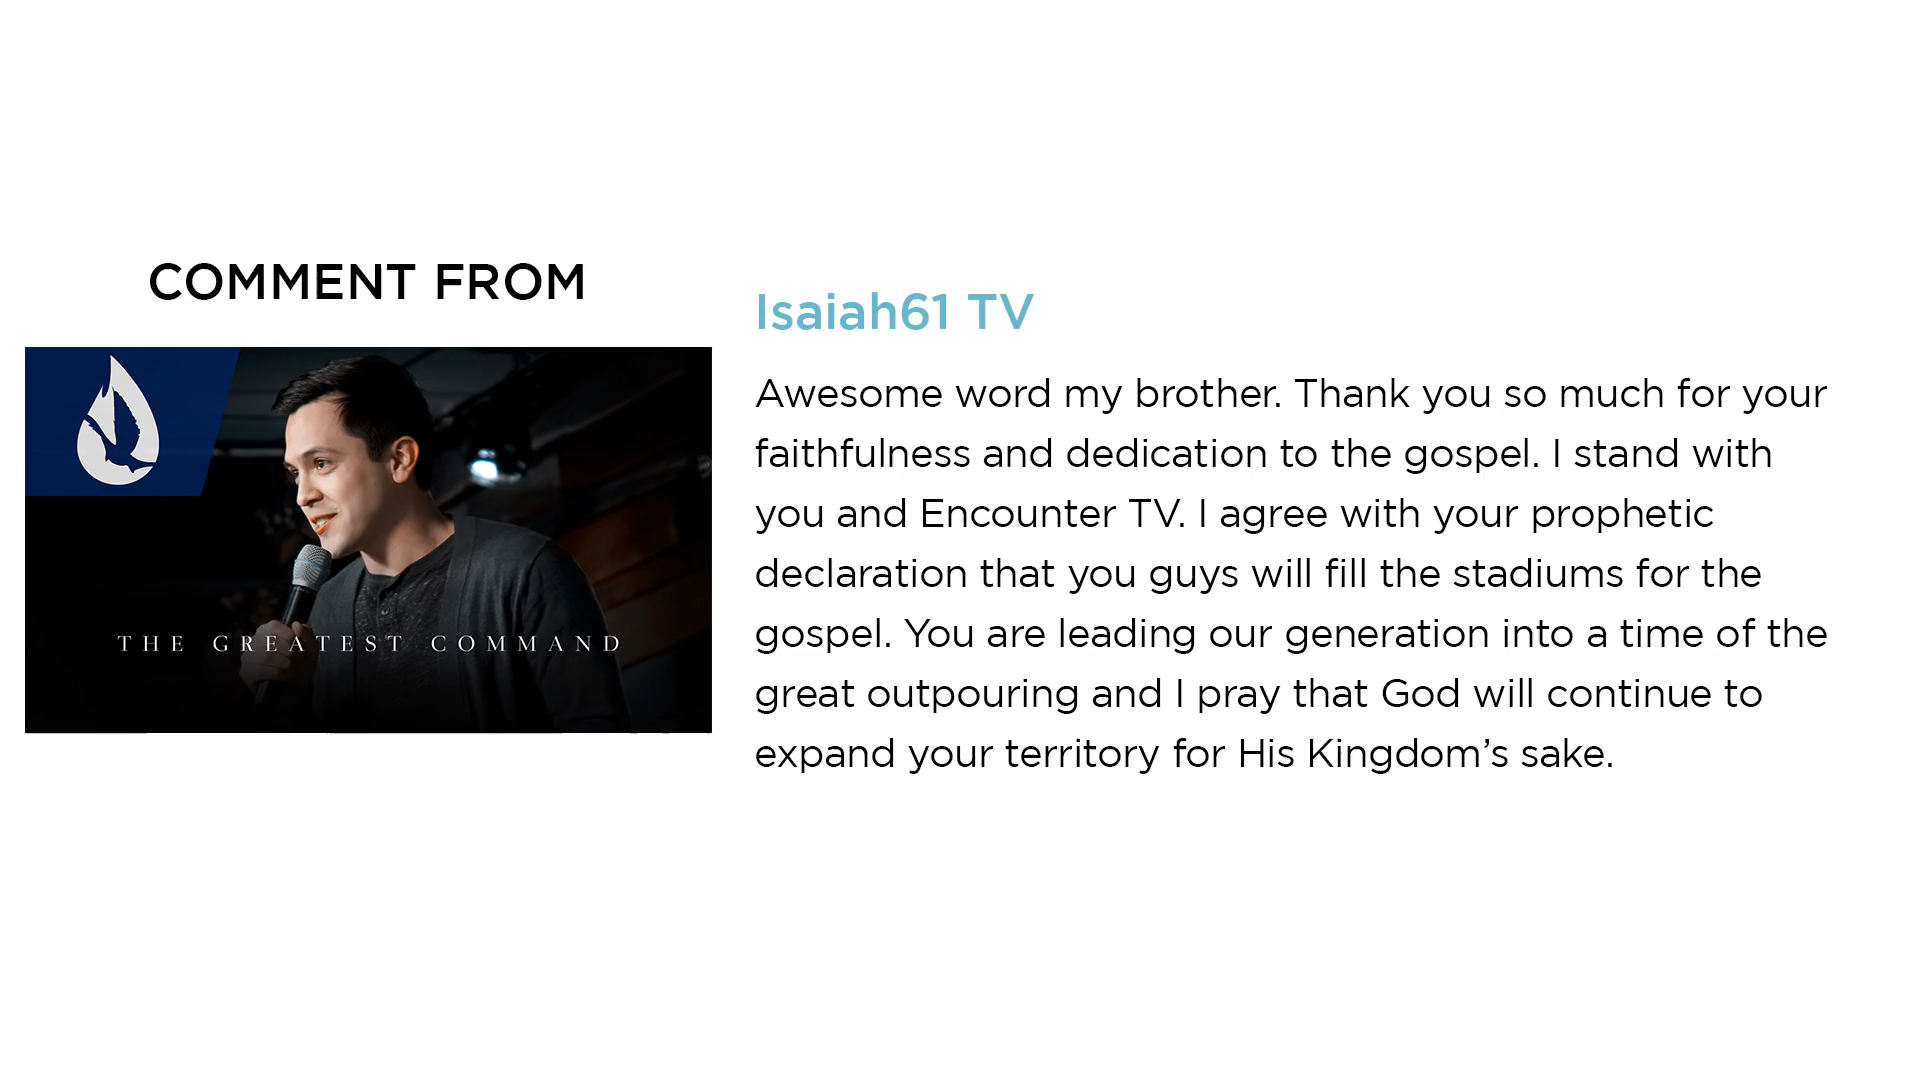 COMMENT FROM
THE GREATEST COMMAND
Isaiah61 TV
Awesome word my brother. Thank you so much for your
faithfulness and dedication to the gospel. I stand with
you and Encounter TV. I agree with your prophetic
declaration that you guys will fill the stadiums for the
gospel. You are leading our generation into a time of the
great outpouring and I pray that God will continue to
expand your territory for His Kingdom’s sake.